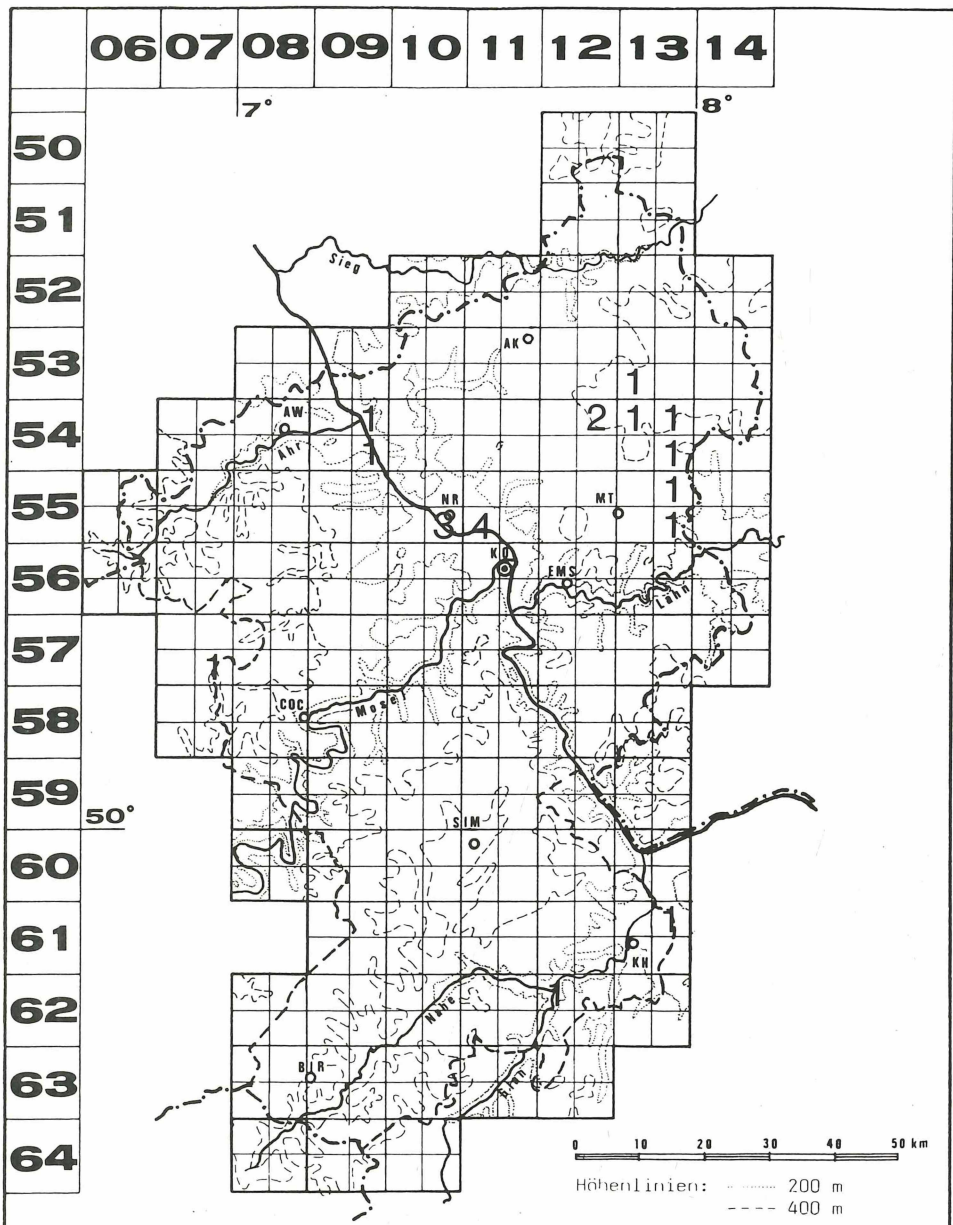 06 07 08 09 10 11 12 13 14
7° 8°
50
51
Sieg
52
AK
53
1
AW
1 2 1 1
54
Ahr
1 1
1
NR MT
55
3 4 1
KO
EMS
56
Lahn
57
1
COC
Mosel
58
59
50°
SIM
60
1
61
KH
62
1
Nahe
BIR
63
Glan
64
0 10 20 30 40 50 km
Höhenlinien: 200 m
400 m